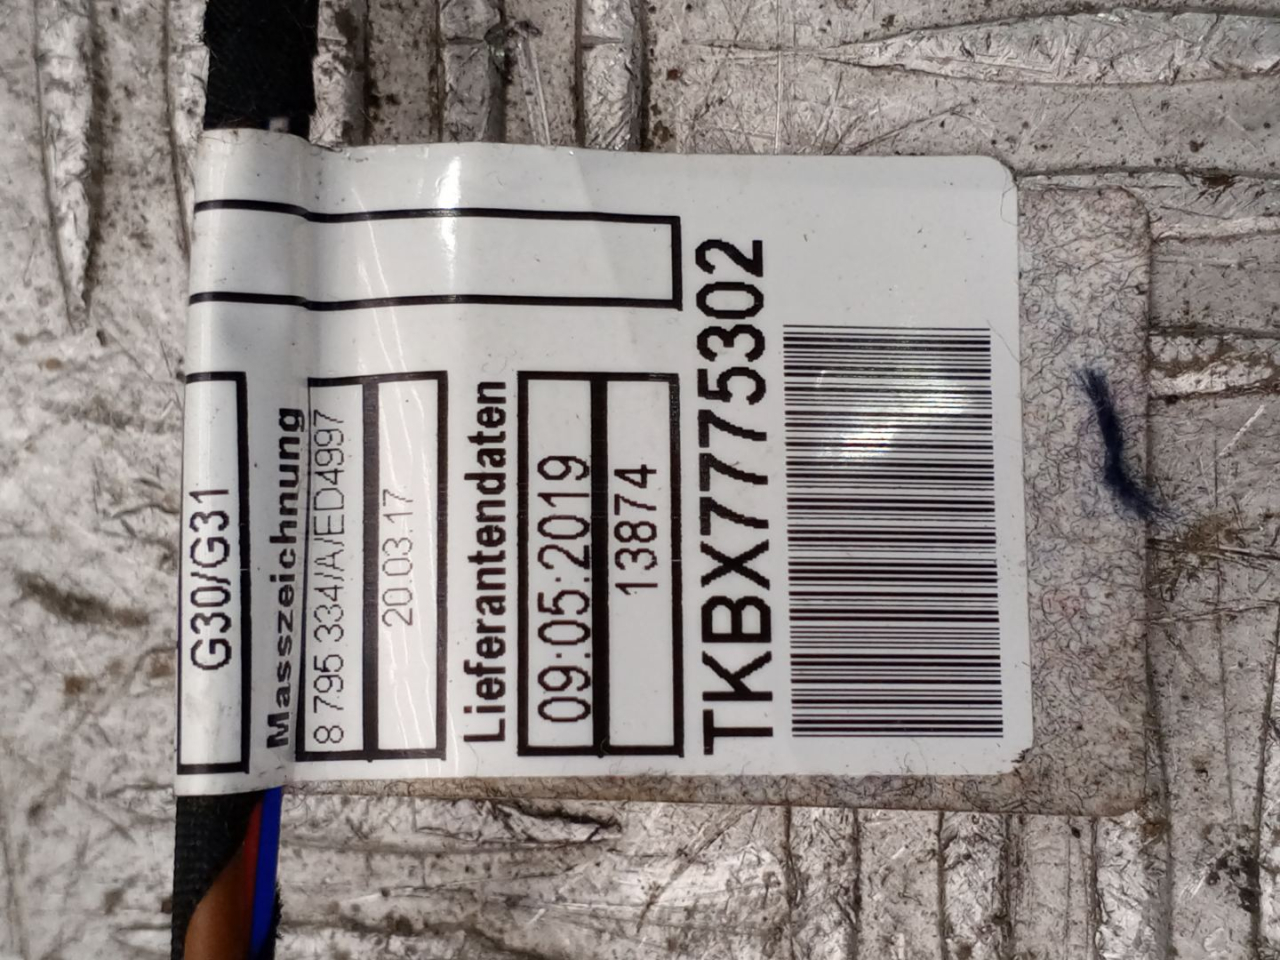 G30/G31
Masszeichnung
8 795 334/A/ED4997
20.03.17
Lieferantendaten
09:05:2019
13874
TKBX7775302